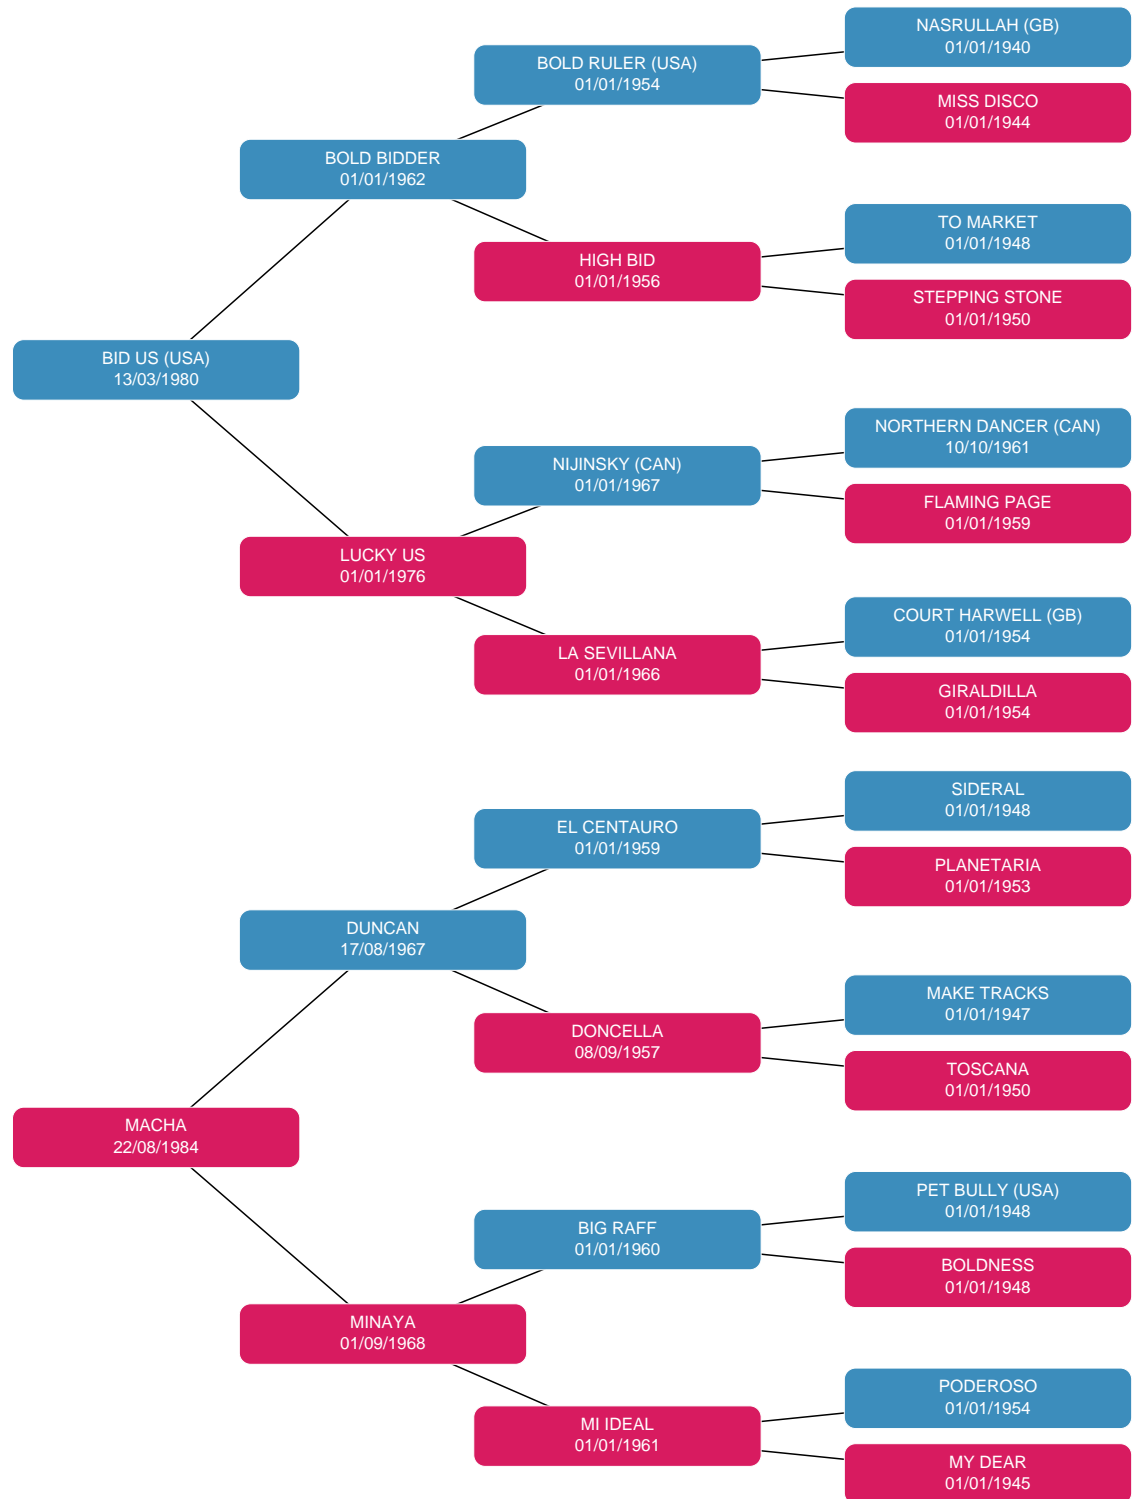 NASRULLAH (GB)
01/01/1940
BOLD RULER (USA)
01/01/1954
MISS DISCO
01/01/1944
BOLD BIDDER
01/01/1962
TO MARKET
01/01/1948
HIGH BID
01/01/1956
STEPPING STONE
01/01/1950
BID US (USA)
13/03/1980
NORTHERN DANCER (CAN)
10/10/1961
NIJINSKY (CAN)
01/01/1967
FLAMING PAGE
01/01/1959
LUCKY US
01/01/1976
COURT HARWELL (GB)
01/01/1954
LA SEVILLANA
01/01/1966
GIRALDILLA
01/01/1954
SIDERAL
01/01/1948
EL CENTAURO
01/01/1959
PLANETARIA
01/01/1953
DUNCAN
17/08/1967
MAKE TRACKS
01/01/1947
DONCELLA
08/09/1957
TOSCANA
01/01/1950
MACHA
22/08/1984
PET BULLY (USA)
01/01/1948
BIG RAFF
01/01/1960
BOLDNESS
01/01/1948
MINAYA
01/09/1968
PODEROSO
01/01/1954
MI IDEAL
01/01/1961
MY DEAR
01/01/1945